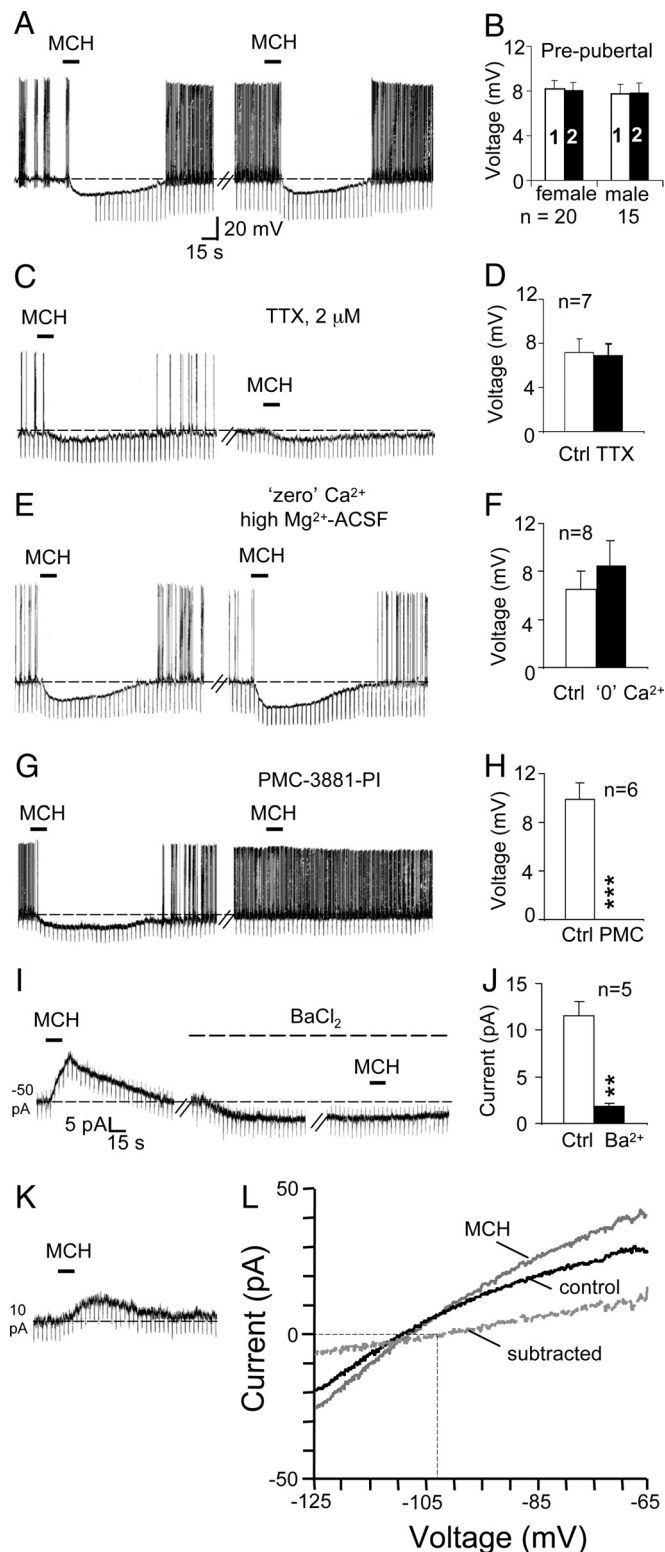 A
MCH
MCH
20 mV
15 s
B
Pre-pubertal
Voltage (mV)
12
8
4
0
1 2 1 2
female male
n = 20 15
C
MCH
TTX, 2 µM
MCH
D
Voltage (mV)
12
8
4
0
n=7
Ctrl TTX
E
'zero' Ca²⁺
high Mg²⁺-ACSF
MCH
MCH
F
Voltage (mV)
12
8
4
0
n=8
Ctrl '0' Ca²⁺
G
PMC-3881-PI
MCH
MCH
H
Voltage (mV)
12
8
4
0
n=6
***
Ctrl PMC
I
MCH
BaCl₂
MCH
-50
pA
5 pA
15 s
J
Current (pA)
15
10
5
0
n=5
**
Ctrl Ba²⁺
K
MCH
10
pA
L
50
MCH
control
Current (pA)
0
subtracted
-50
-125 -105 -85 -65
Voltage (mV)